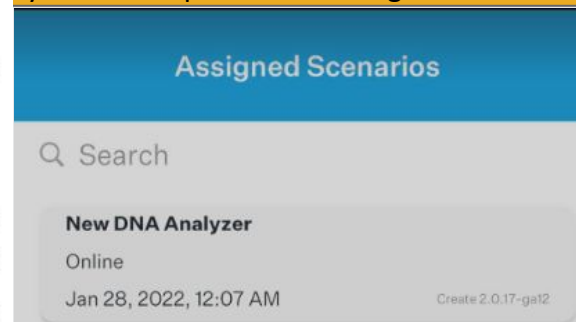 Assigned Scenarios
Search
New DNA Analyzer
Online
Jan 28, 2022, 12:07 AM
Create 2.0.17-ga12